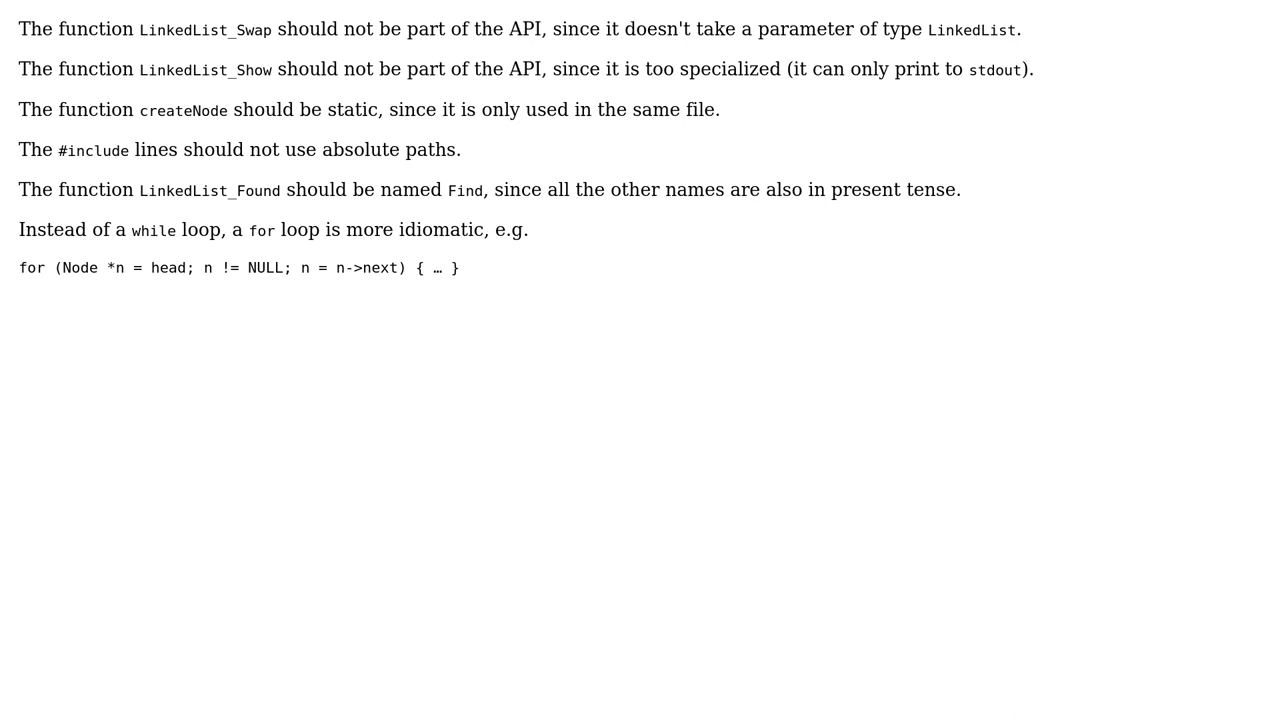 The function LinkedList_Swap should not be part of the API, since it doesn't take a parameter of type LinkedList.
The function LinkedList_Show should not be part of the API, since it is too specialized (it can only print to stdout).
The function createNode should be static, since it is only used in the same file.
The #include lines should not use absolute paths.
The function LinkedList_Found should be named Find, since all the other names are also in present tense.
Instead of a while loop, a for loop is more idiomatic, e.g.
for (Node *n = head; n != NULL; n = n->next) { … }